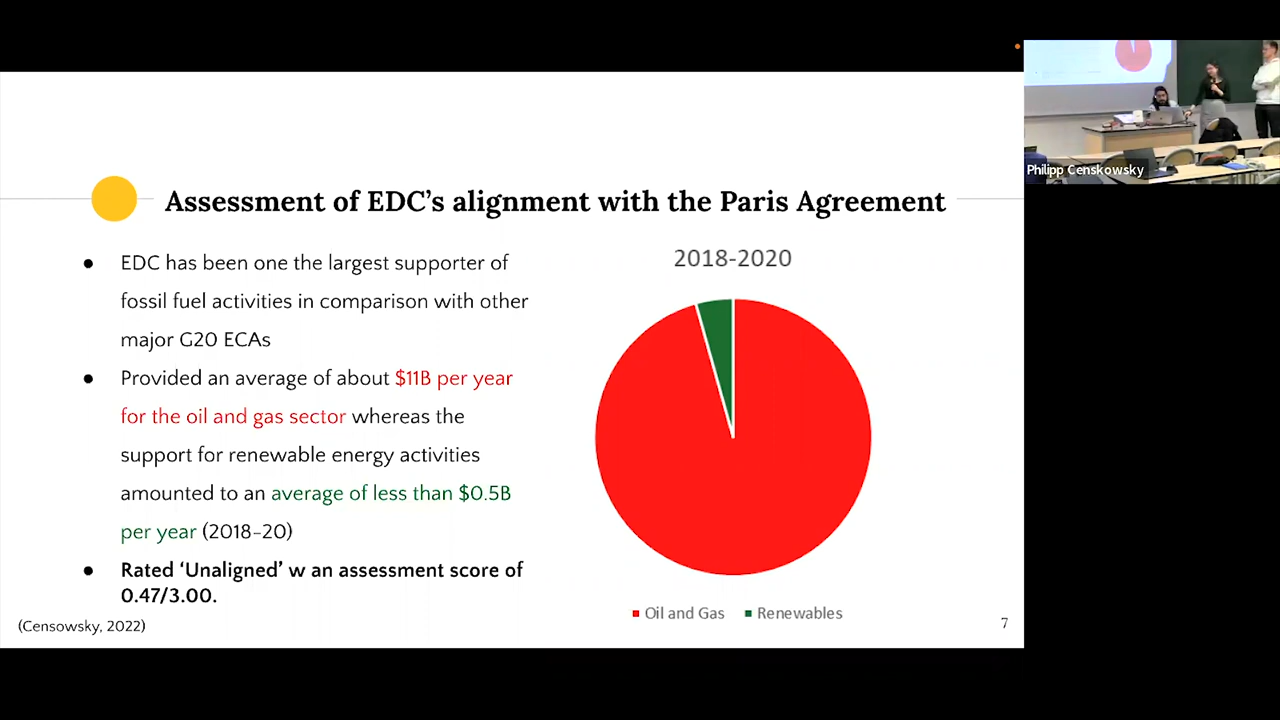 Assessment of EDC’s alignment with the Paris Agreement
● EDC has been one the largest supporter of
fossil fuel activities in comparison with other
major G20 ECAs
● Provided an average of about $11B per year
for the oil and gas sector whereas the
support for renewable energy activities
amounted to an average of less than $0.5B
per year (2018-20)
● Rated ‘Unaligned’ w an assessment score of
0.47/3.00.
(Censowsky, 2022)
2018-2020
Oil and Gas Renewables
7
Philipp Censkowsky